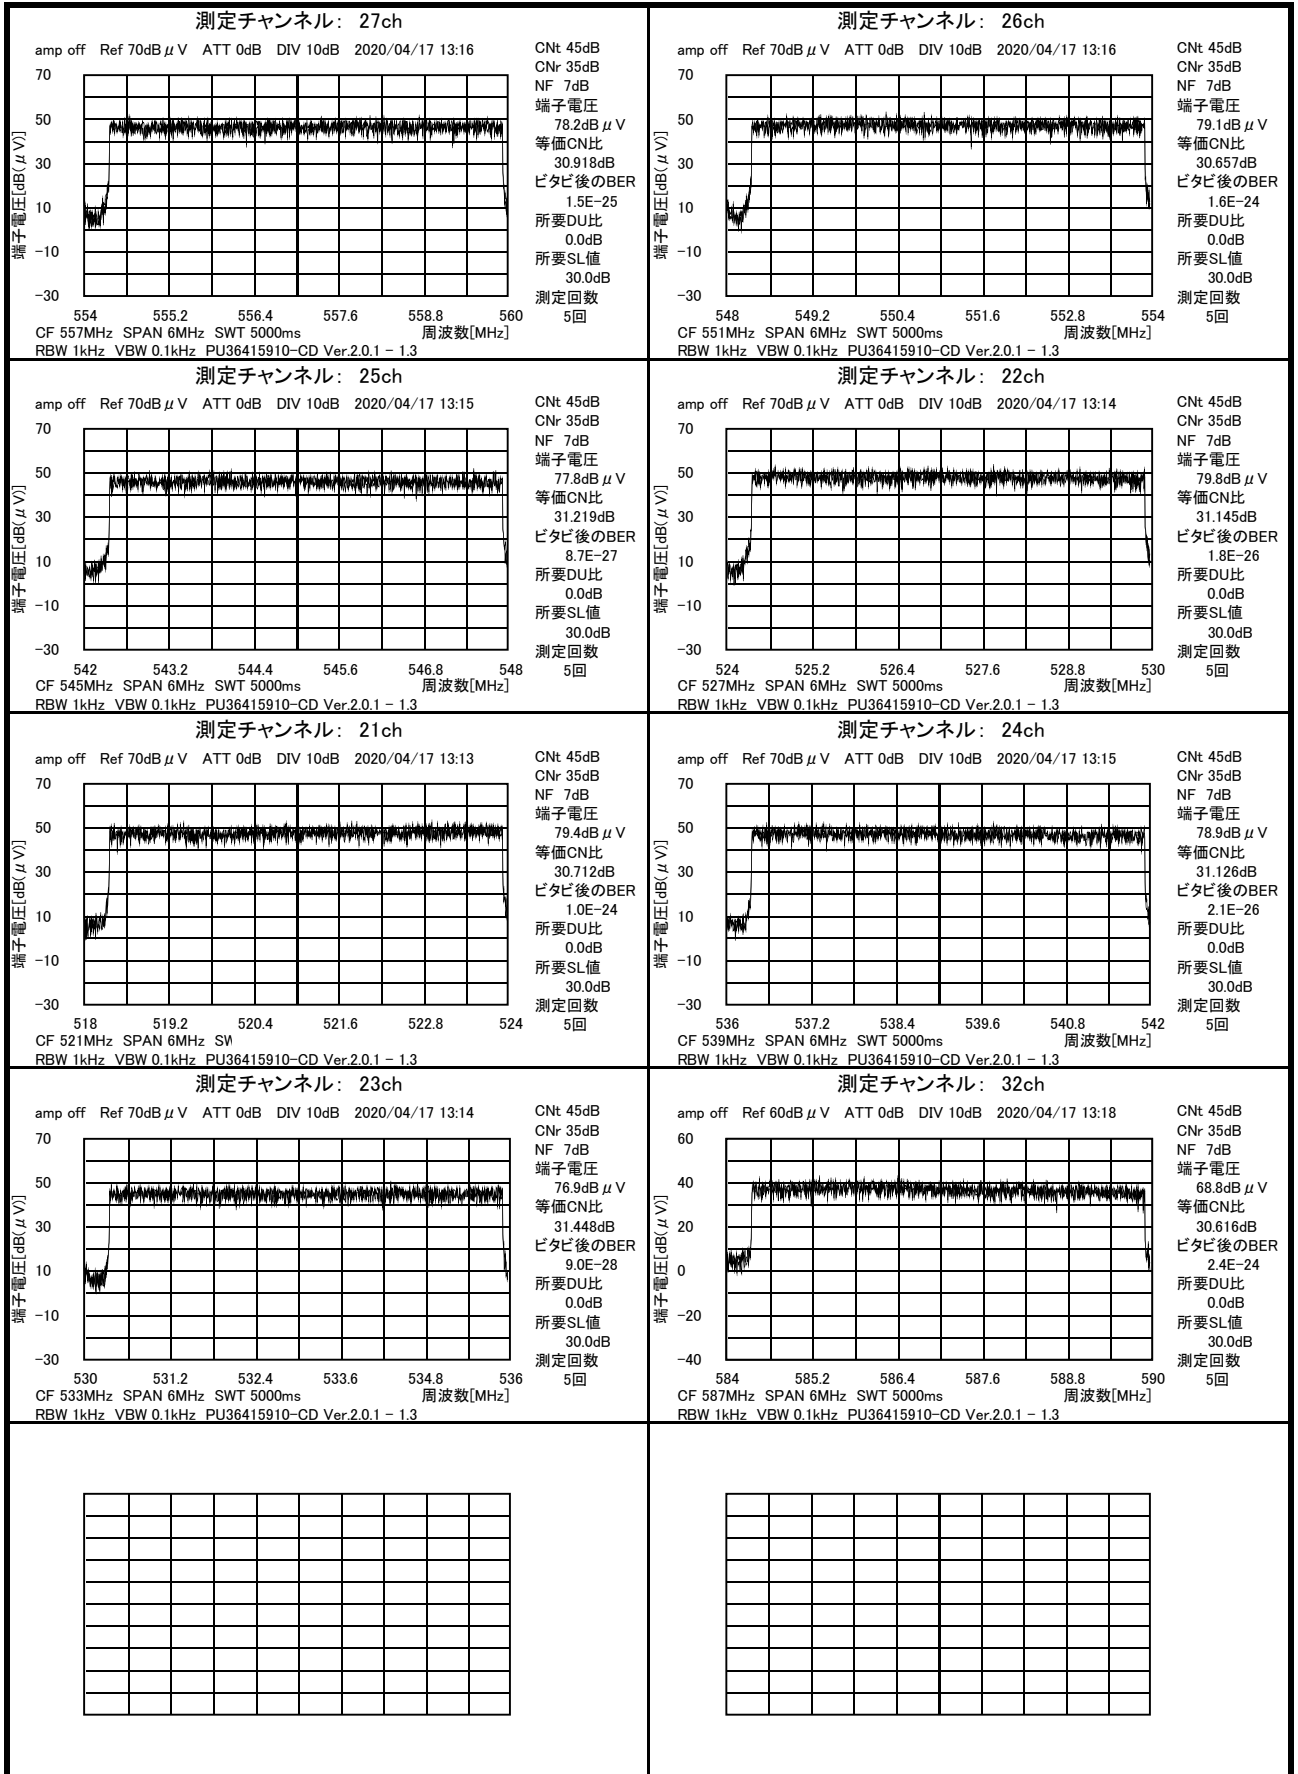 測定チャンネル： 27ch
amp off Ref 70dBμV ATT 0dB DIV 10dB 2020/04/17 13:16
CNt 45dB
CNr 35dB
NF 7dB
端子電圧
78.2dBμV
等価CN比
30.918dB
ビタビ後のBER
1.5E-25
所要DU比
0.0dB
所要SL値
30.0dB
測定回数
5回
端子電圧[dB(μV)]
70
50
30
10
-10
-30
554 555.2 556.4 557.6 558.8 560
CF 557MHz SPAN 6MHz SWT 5000ms 周波数[MHz]
RBW 1kHz VBW 0.1kHz PU36415910-CD Ver.2.0.1 - 1.3
測定チャンネル： 26ch
amp off Ref 70dBμV ATT 0dB DIV 10dB 2020/04/17 13:16
CNt 45dB
CNr 35dB
NF 7dB
端子電圧
79.1dBμV
等価CN比
30.657dB
ビタビ後のBER
1.6E-24
所要DU比
0.0dB
所要SL値
30.0dB
測定回数
5回
端子電圧[dB(μV)]
70
50
30
10
-10
-30
548 549.2 550.4 551.6 552.8 554
CF 551MHz SPAN 6MHz SWT 5000ms 周波数[MHz]
RBW 1kHz VBW 0.1kHz PU36415910-CD Ver.2.0.1 - 1.3
測定チャンネル： 25ch
amp off Ref 70dBμV ATT 0dB DIV 10dB 2020/04/17 13:15
CNt 45dB
CNr 35dB
NF 7dB
端子電圧
77.8dBμV
等価CN比
31.219dB
ビタビ後のBER
8.7E-27
所要DU比
0.0dB
所要SL値
30.0dB
測定回数
5回
端子電圧[dB(μV)]
70
50
30
10
-10
-30
542 543.2 544.4 545.6 546.8 548
CF 545MHz SPAN 6MHz SWT 5000ms 周波数[MHz]
RBW 1kHz VBW 0.1kHz PU36415910-CD Ver.2.0.1 - 1.3
測定チャンネル： 22ch
amp off Ref 70dBμV ATT 0dB DIV 10dB 2020/04/17 13:14
CNt 45dB
CNr 35dB
NF 7dB
端子電圧
79.8dBμV
等価CN比
31.145dB
ビタビ後のBER
1.8E-26
所要DU比
0.0dB
所要SL値
30.0dB
測定回数
5回
端子電圧[dB(μV)]
70
50
30
10
-10
-30
524 525.2 526.4 527.6 528.8 530
CF 527MHz SPAN 6MHz SWT 5000ms 周波数[MHz]
RBW 1kHz VBW 0.1kHz PU36415910-CD Ver.2.0.1 - 1.3
測定チャンネル： 21ch
amp off Ref 70dBμV ATT 0dB DIV 10dB 2020/04/17 13:13
CNt 45dB
CNr 35dB
NF 7dB
端子電圧
79.4dBμV
等価CN比
30.712dB
ビタビ後のBER
1.0E-24
所要DU比
0.0dB
所要SL値
30.0dB
測定回数
5回
端子電圧[dB(μV)]
70
50
30
10
-10
-30
518 519.2 520.4 521.6 522.8 524
CF 521MHz SPAN 6MHz SW
RBW 1kHz VBW 0.1kHz PU36415910-CD Ver.2.0.1 - 1.3
測定チャンネル： 24ch
amp off Ref 70dBμV ATT 0dB DIV 10dB 2020/04/17 13:15
CNt 45dB
CNr 35dB
NF 7dB
端子電圧
78.9dBμV
等価CN比
31.126dB
ビタビ後のBER
2.1E-26
所要DU比
0.0dB
所要SL値
30.0dB
測定回数
5回
端子電圧[dB(μV)]
70
50
30
10
-10
-30
536 537.2 538.4 539.6 540.8 542
CF 539MHz SPAN 6MHz SWT 5000ms 周波数[MHz]
RBW 1kHz VBW 0.1kHz PU36415910-CD Ver.2.0.1 - 1.3
測定チャンネル： 23ch
amp off Ref 70dBμV ATT 0dB DIV 10dB 2020/04/17 13:14
CNt 45dB
CNr 35dB
NF 7dB
端子電圧
76.9dBμV
等価CN比
31.448dB
ビタビ後のBER
9.0E-28
所要DU比
0.0dB
所要SL値
30.0dB
測定回数
5回
端子電圧[dB(μV)]
70
50
30
10
-10
-30
530 531.2 532.4 533.6 534.8 536
CF 533MHz SPAN 6MHz SWT 5000ms 周波数[MHz]
RBW 1kHz VBW 0.1kHz PU36415910-CD Ver.2.0.1 - 1.3
測定チャンネル： 32ch
amp off Ref 60dBμV ATT 0dB DIV 10dB 2020/04/17 13:18
CNt 45dB
CNr 35dB
NF 7dB
端子電圧
68.8dBμV
等価CN比
30.616dB
ビタビ後のBER
2.4E-24
所要DU比
0.0dB
所要SL値
30.0dB
測定回数
5回
端子電圧[dB(μV)]
60
40
20
0
-20
-40
584 585.2 586.4 587.6 588.8 590
CF 587MHz SPAN 6MHz SWT 5000ms 周波数[MHz]
RBW 1kHz VBW 0.1kHz PU36415910-CD Ver.2.0.1 - 1.3